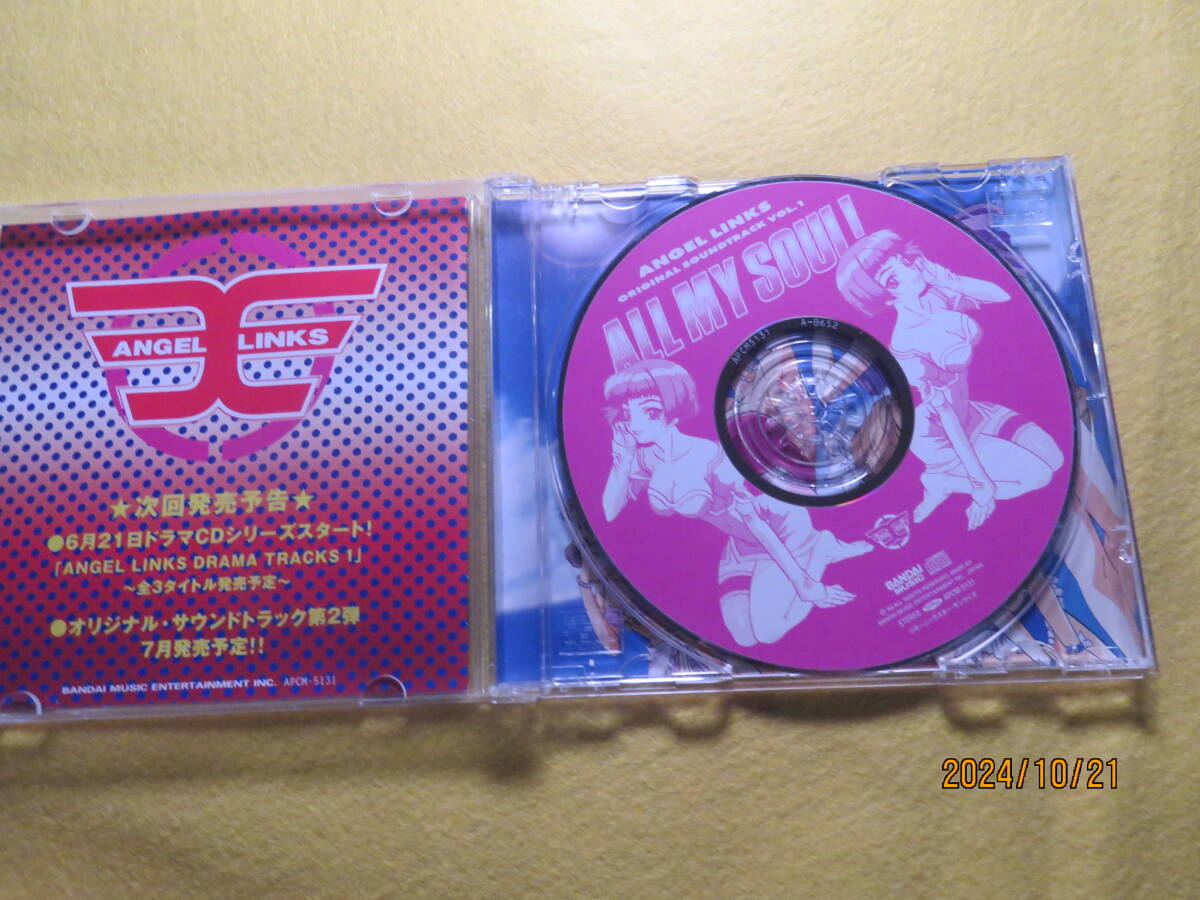 ANGEL LINKS
★次回発売予告★
●6月21日ドラマCDシリーズスタート!
「ANGEL LINKS DRAMA TRACKS 1」
〜全3タイトル発売予定〜
●オリジナル・サウンドトラック第2弾
7月発売予定!!
BANDAI MUSIC ENTERTAINMENT INC. APCM-5131
ANGEL LINKS
ORIGINAL SOUNDTRACK VOL.1
ALL MY SOUL!
APCM5131 A-B652
BANDAI MUSIC
STEREO APCM-5131
2024/10/21